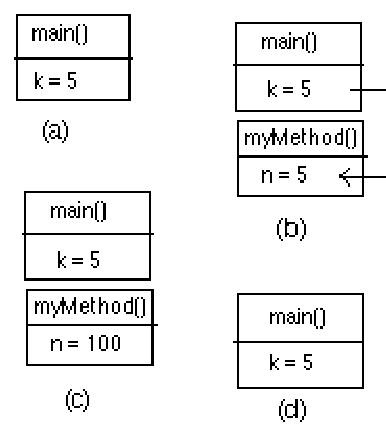 main()
k = 5
(a)
main()
k = 5
myMethod()
n = 5
(b)
main()
k = 5
myMethod()
n = 100
(c)
main()
k = 5
(d)